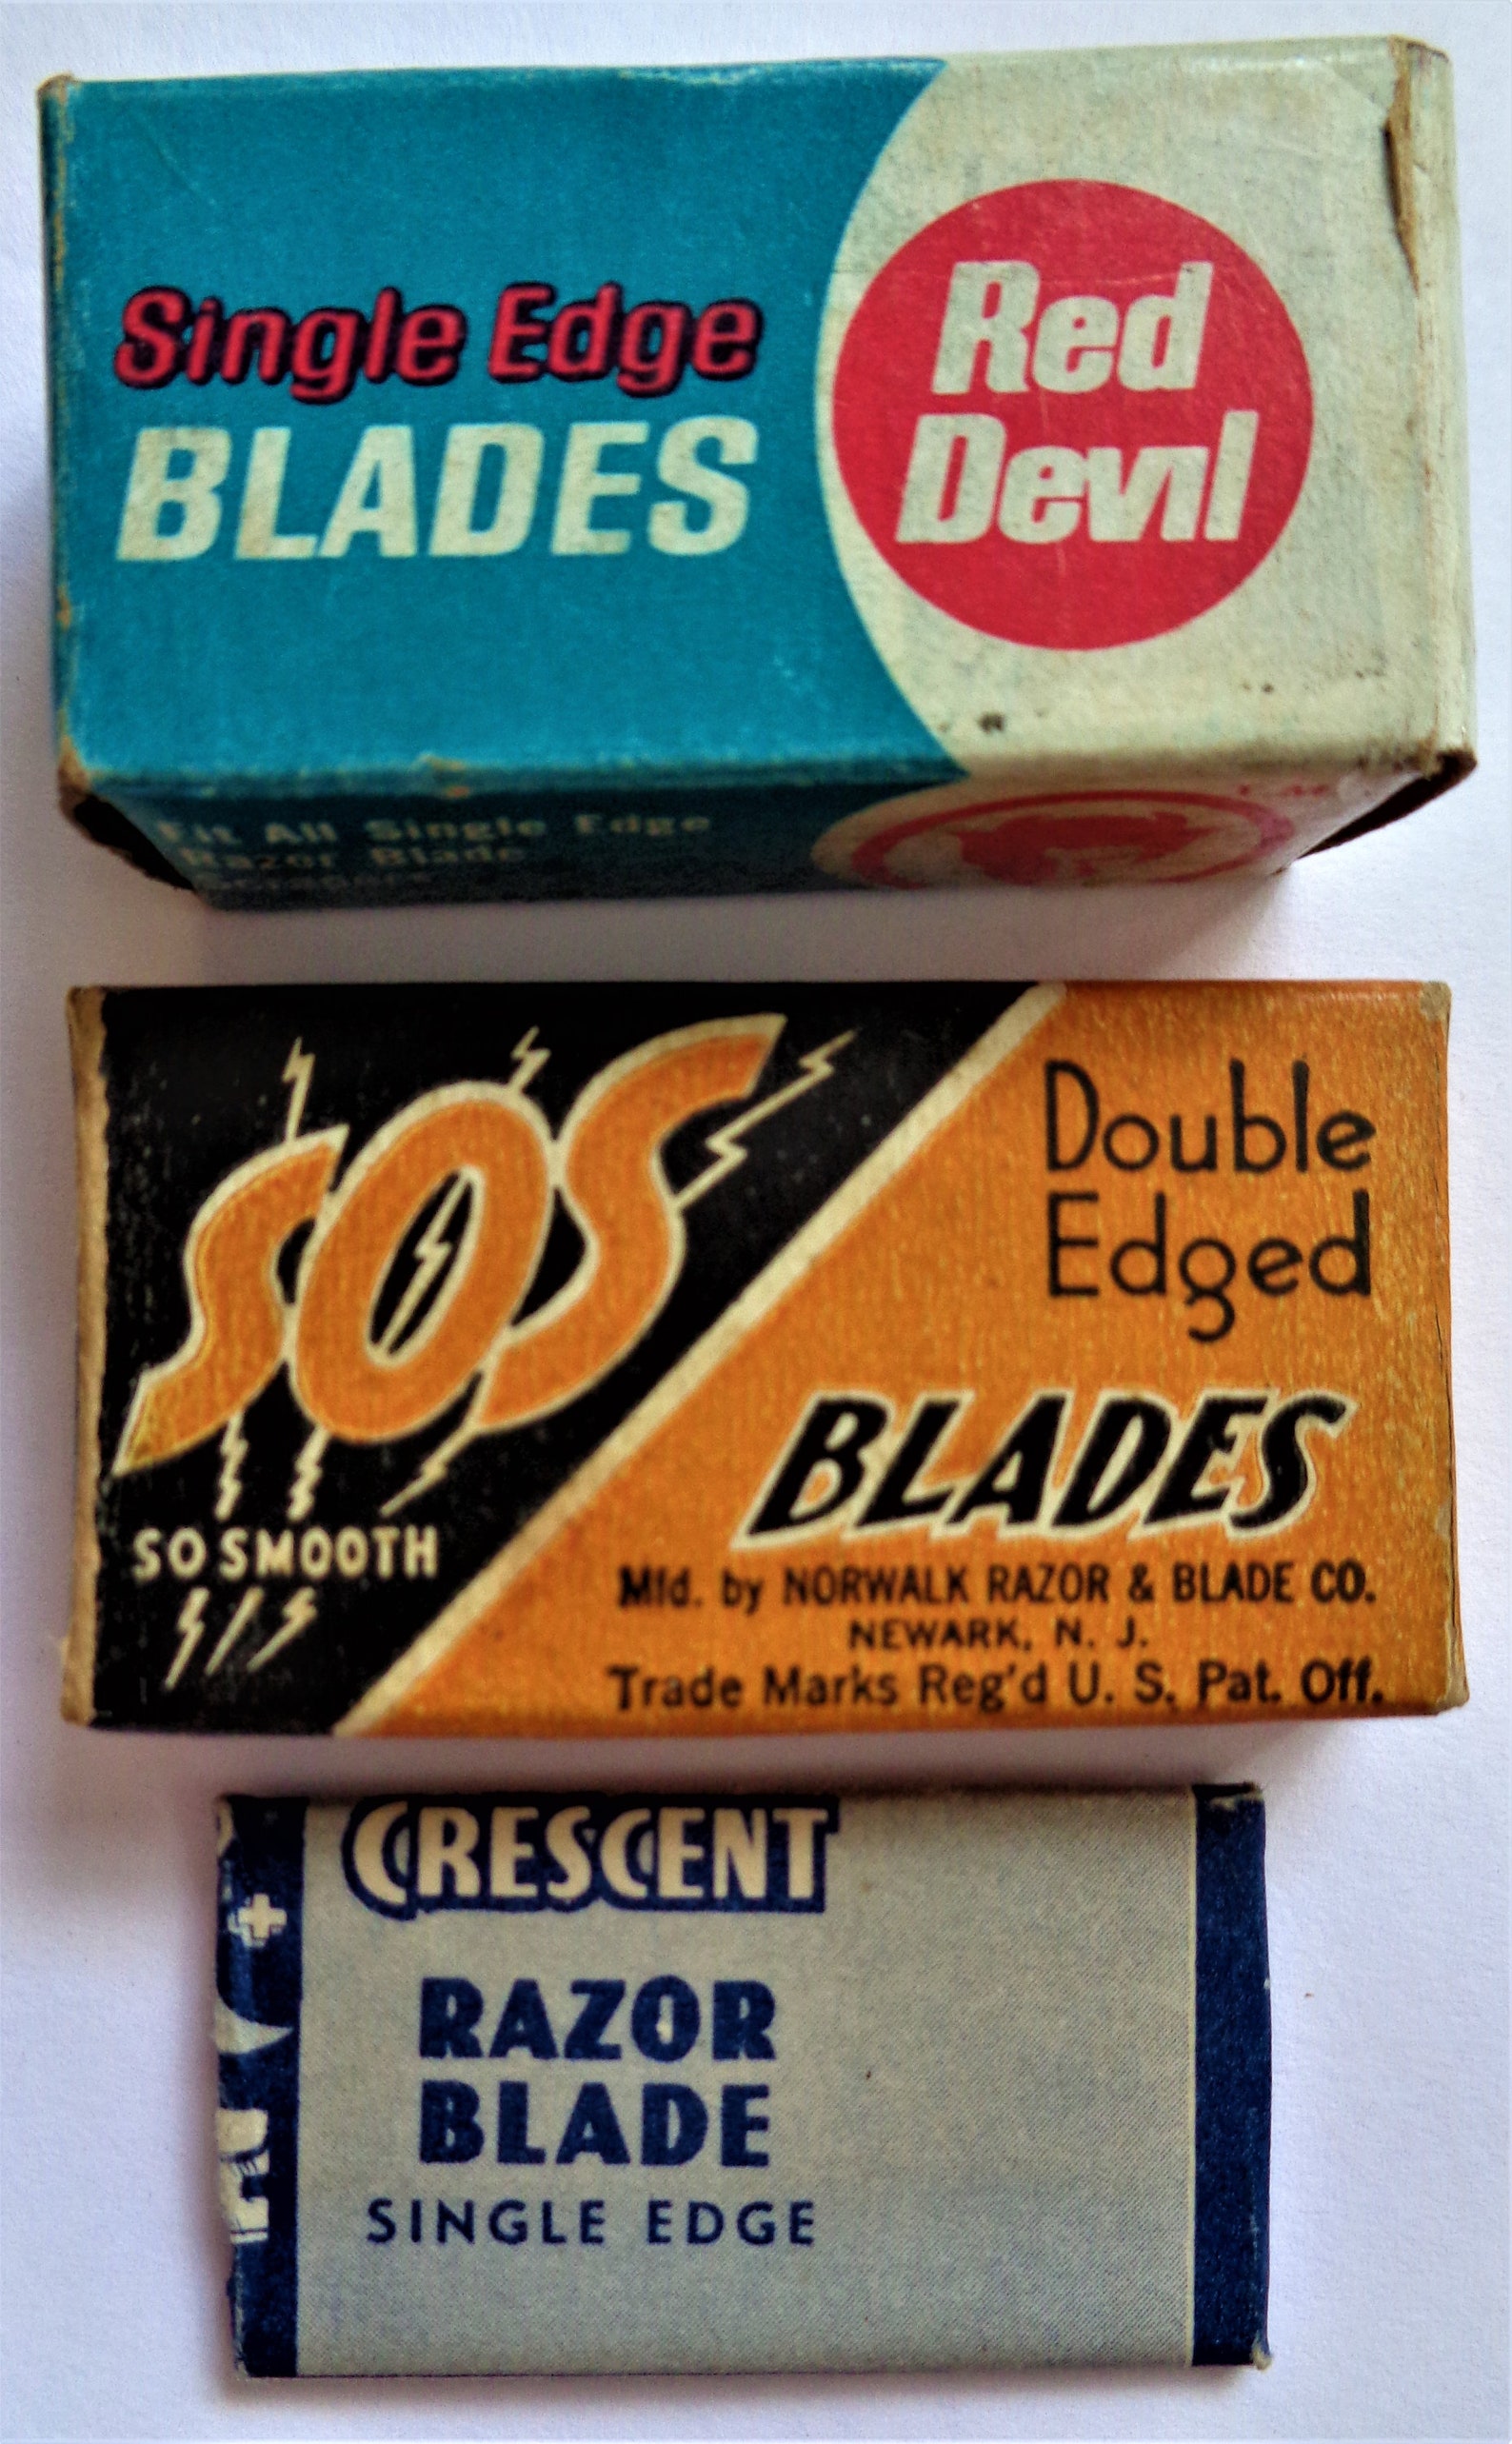 Single Edge
BLADES
Red
Devil
Fit All Single Edge
Razor Blade
Scrapers
SOS
SO SMOOTH
Double
Edged
BLADES
Mfd. by NORWALK RAZOR & BLADE CO.
NEWARK, N. J.
Trade Marks Reg'd U. S. Pat. Off.
CRESCENT
RAZOR
BLADE
SINGLE EDGE